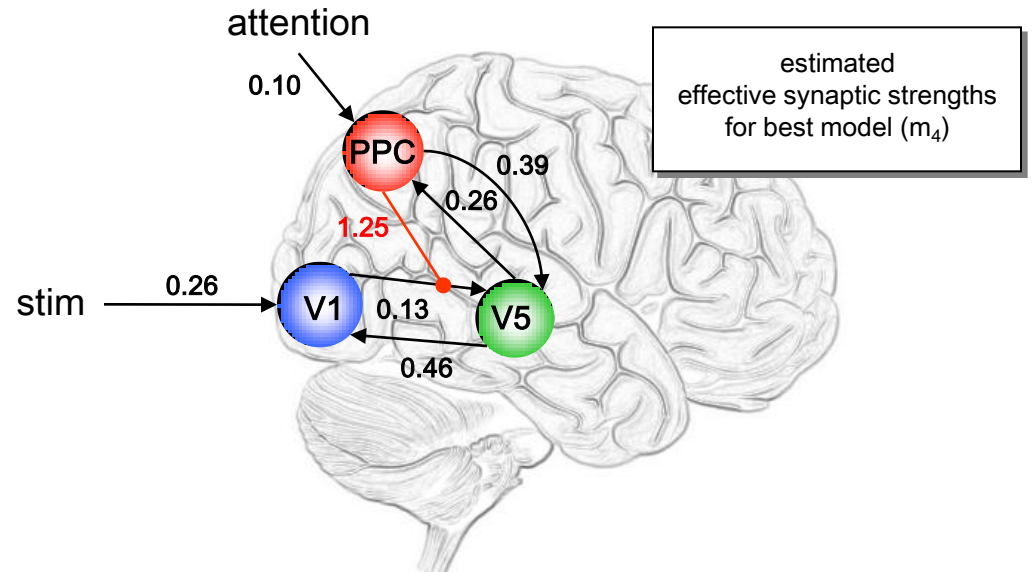 attention
estimated
effective synaptic strengths
for best model (m₄)
0.10
PPC
0.39
0.26
1.25
0.26
stim
V1
0.13
V5
0.46